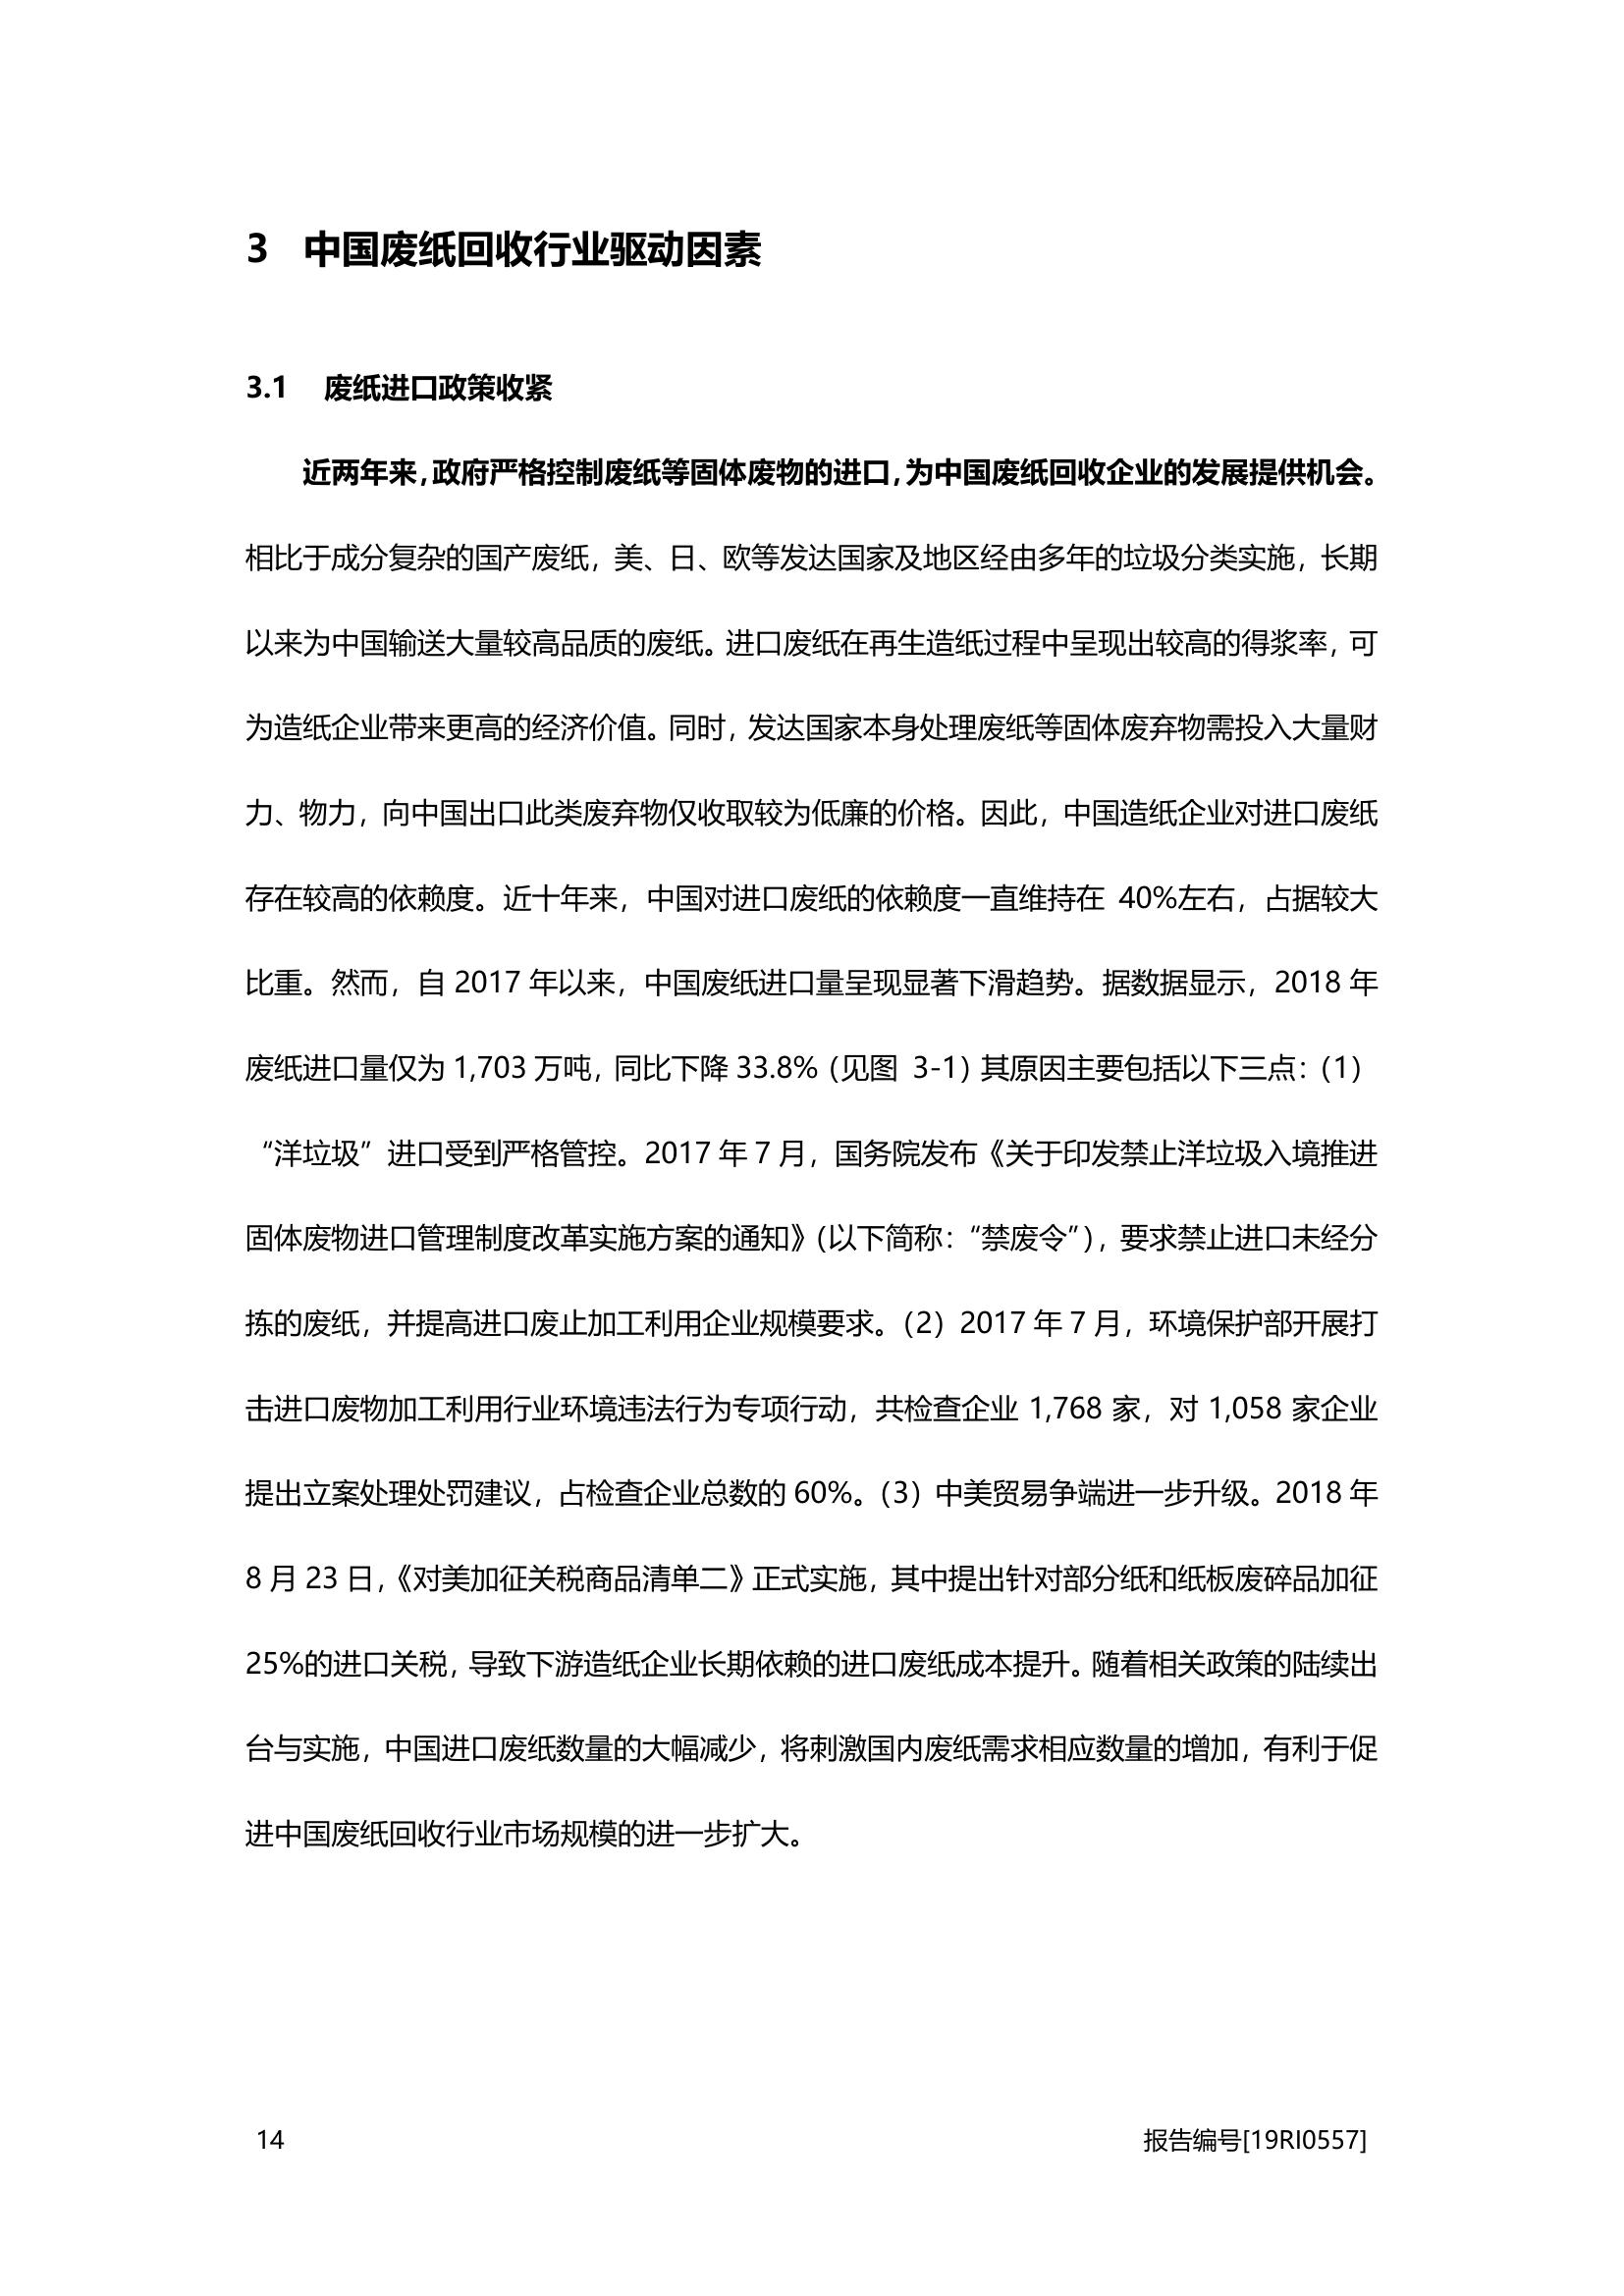 3 中国废纸回收行业驱动因素
3.1 废纸进口政策收紧
近两年来，政府严格控制废纸等固体废物的进口，为中国废纸回收企业的发展提供机会。
相比于成分复杂的国产废纸，美、日、欧等发达国家及地区经由多年的垃圾分类实施，长期
以来为中国输送大量较高品质的废纸。进口废纸在再生造纸过程中呈现出较高的得浆率，可
为造纸企业带来更高的经济价值。同时，发达国家本身处理废纸等固体废弃物需投入大量财
力、物力，向中国出口此类废弃物仅收取较为低廉的价格。因此，中国造纸企业对进口废纸
存在较高的依赖度。近十年来，中国对进口废纸的依赖度一直维持在 40%左右，占据较大
比重。然而，自 2017 年以来，中国废纸进口量呈现显著下滑趋势。据数据显示，2018 年
废纸进口量仅为 1,703 万吨，同比下降 33.8%（见图 3-1）其原因主要包括以下三点：（1）
“洋垃圾”进口受到严格管控。2017 年 7 月，国务院发布《关于印发禁止洋垃圾入境推进
固体废物进口管理制度改革实施方案的通知》（以下简称：“禁废令”），要求禁止进口未经分
拣的废纸，并提高进口废止加工利用企业规模要求。（2）2017 年 7 月，环境保护部开展打
击进口废物加工利用行业环境违法行为专项行动，共检查企业 1,768 家，对 1,058 家企业
提出立案处理处罚建议，占检查企业总数的 60%。（3）中美贸易争端进一步升级。2018 年
8 月 23 日，《对美加征关税商品清单二》正式实施，其中提出针对部分纸和纸板废碎品加征
25%的进口关税，导致下游造纸企业长期依赖的进口废纸成本提升。随着相关政策的陆续出
台与实施，中国进口废纸数量的大幅减少，将刺激国内废纸需求相应数量的增加，有利于促
进中国废纸回收行业市场规模的进一步扩大。
14 报告编号[19RI0557]